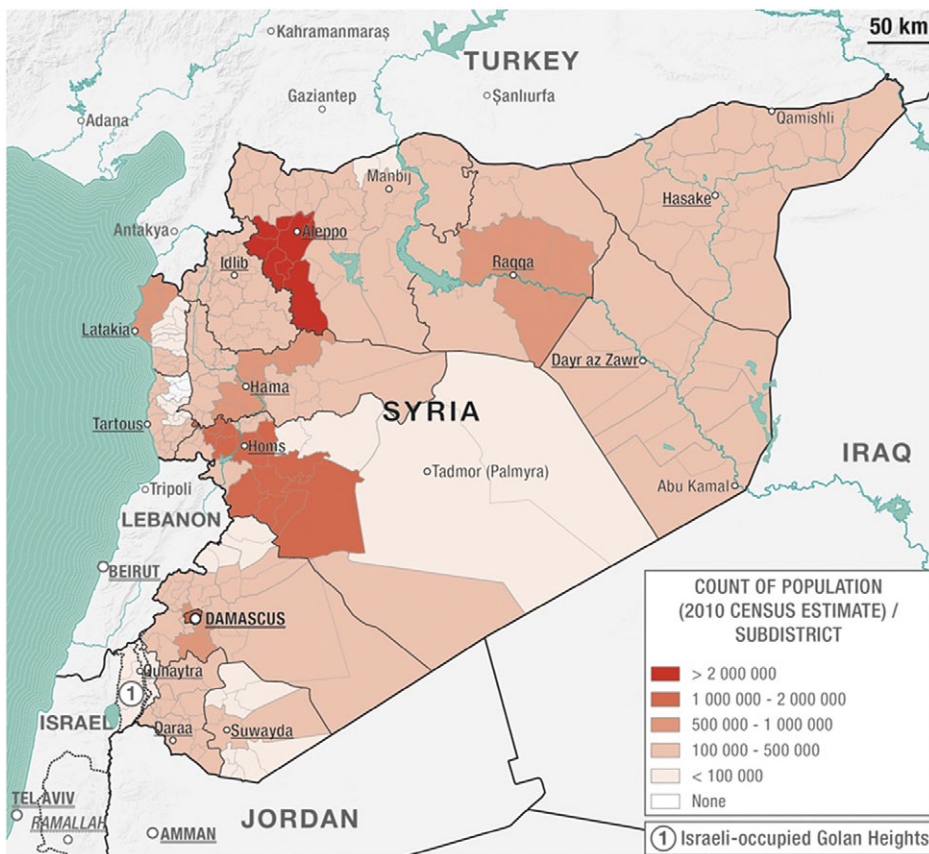 50 km
Kahramanmaraş
TURKEY
Gaziantep
Şanlıurfa
Adana
Qamishli
Manbij
Hasake
Antakya
Aleppo
Idlib
Raqqa
Latakia
Dayr az Zawr
Hama
SYRIA
Tartous
Homs
IRAQ
Tadmor (Palmyra)
Tripoli
Abu Kamal
LEBANON
BEIRUT
DAMASCUS
Qunaytra
1
ISRAEL
Daraa
Suwayda
TEL AVIV
RAMALLAH
AMMAN
JORDAN
COUNT OF POPULATION
(2010 CENSUS ESTIMATE) /
SUBDISTRICT
> 2 000 000
1 000 000 - 2 000 000
500 000 - 1 000 000
100 000 - 500 000
< 100 000
None
1 Israeli-occupied Golan Heights